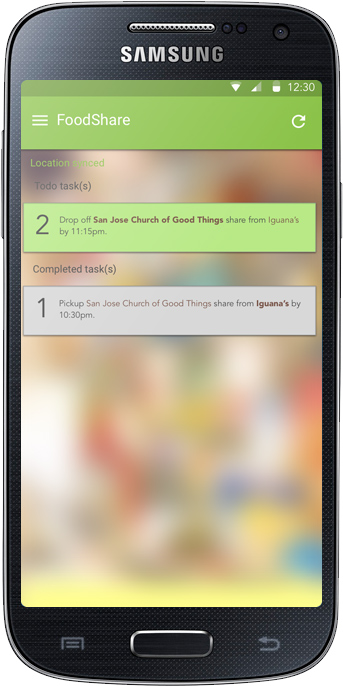 SAMSUNG
12:30
FoodShare
Location synced
Todo task(s)
2
Drop off San Jose Church of Good Things share from Iguana's
by 11:15pm.
Completed task(s)
1
Pickup San Jose Church of Good Things share from Iguana's by
10:30pm.